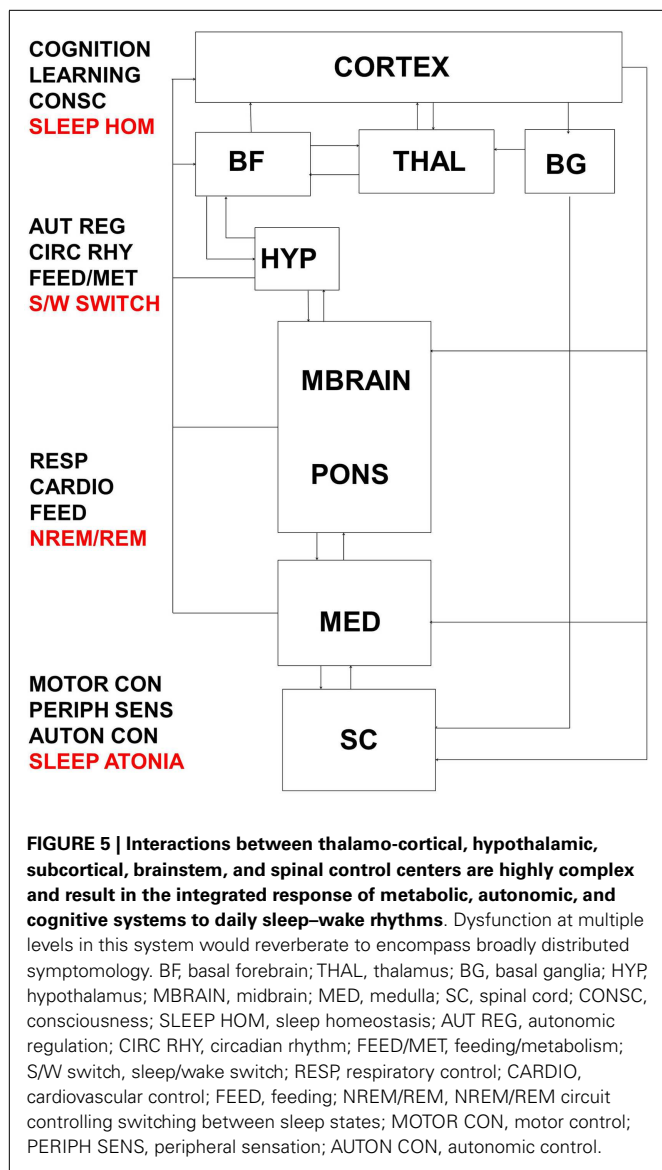 COGNITION
LEARNING
CONSC
SLEEP HOM
CORTEX
BF
THAL
BG
AUT REG
CIRC RHY
FEED/MET
S/W SWITCH
HYP
MBRAIN
RESP
CARDIO
FEED
NREM/REM
PONS
MED
MOTOR CON
PERIPH SENS
AUTON CON
SLEEP ATONIA
SC
FIGURE 5 | Interactions between thalamo-cortical, hypothalamic,
subcortical, brainstem, and spinal control centers are highly complex
and result in the integrated response of metabolic, autonomic, and
cognitive systems to daily sleep–wake rhythms. Dysfunction at multiple
levels in this system would reverberate to encompass broadly distributed
symptomology. BF, basal forebrain; THAL, thalamus; BG, basal ganglia; HYP,
hypothalamus; MBRAIN, midbrain; MED, medulla; SC, spinal cord; CONSC,
consciousness; SLEEP HOM, sleep homeostasis; AUT REG, autonomic
regulation; CIRC RHY, circadian rhythm; FEED/MET, feeding/metabolism;
S/W switch, sleep/wake switch; RESP, respiratory control; CARDIO,
cardiovascular control; FEED, feeding; NREM/REM, NREM/REM circuit
controlling switching between sleep states; MOTOR CON, motor control;
PERIPH SENS, peripheral sensation; AUTON CON, autonomic control.